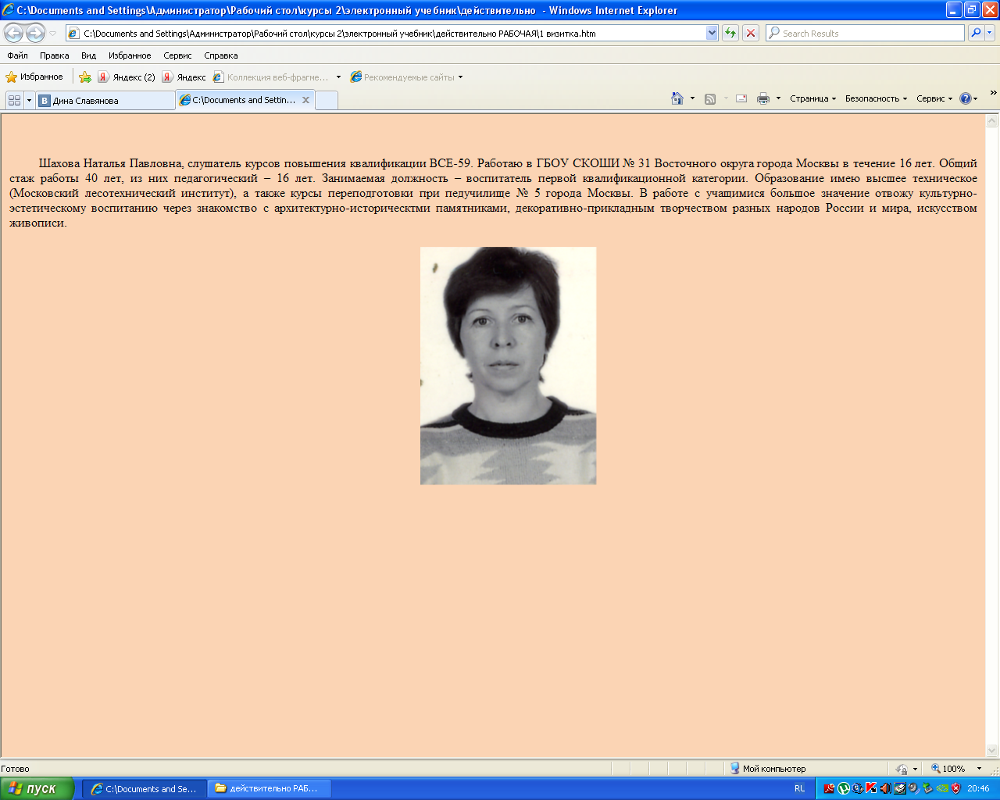 C:\Documents and Settings\Администратор\Рабочий стол\курсы 2\электронный учебник\действительно - Windows Internet Explorer
C:\Documents and Settings\Администратор\Рабочий стол\курсы 2\электронный учебник\действительно РАБОЧАЯ\1 визитка.htm
Search Results
Файл Правка Вид Избранное Сервис Справка
Избранное Яндекс (2) Яндекс Коллекция веб-фрагме... Рекомендуемые сайты
Дина Славянова C:\Documents and Settin... Страница Безопасность Сервис
Шахова Наталья Павловна, слушатель курсов повышения квалификации ВСЕ-59. Работаю в ГБОУ СКОШИ № 31 Восточного округа города Москвы в течение 16 лет. Общий
стаж работы 40 лет, из них педагогический – 16 лет. Занимаемая должность – воспитатель первой квалификационной категории. Образование имею высшее техническое
(Московский лесотехнический институт), а также курсы переподготовки при педучилище № 5 города Москвы. В работе с учащимися большое значение отвожу культурно-
эстетическому воспитанию через знакомство с архитектурно-историческтми памятниками, декоративно-прикладным творчеством разных народов России и мира, искусством
живописи.
Готово Мой компьютер 100%
пуск C:\Documents and Se... действительно РАБ... RL 20:46